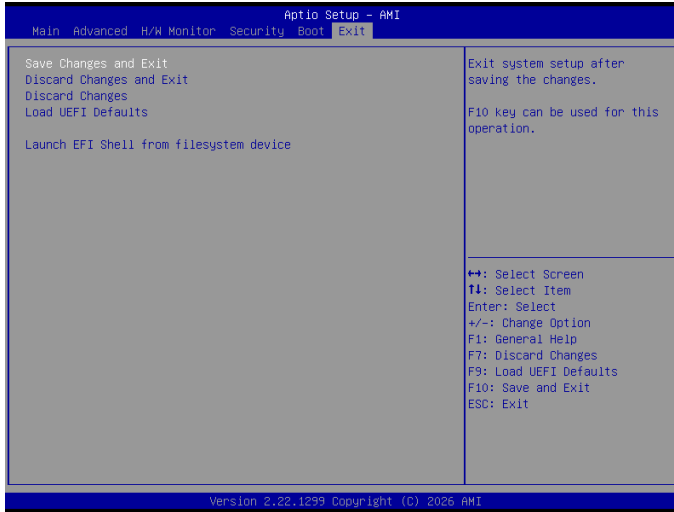 Aptio Setup – AMI
Main Advanced H/W Monitor Security Boot Exit
Save Changes and Exit
Discard Changes and Exit
Discard Changes
Load UEFI Defaults
Launch EFI Shell from filesystem device
Exit system setup after
saving the changes.
F10 key can be used for this
operation.
↔: Select Screen
↑↓: Select Item
Enter: Select
+/-: Change Option
F1: General Help
F7: Discard Changes
F9: Load UEFI Defaults
F10: Save and Exit
ESC: Exit
Version 2.22.1299 Copyright (C) 2026 AMI